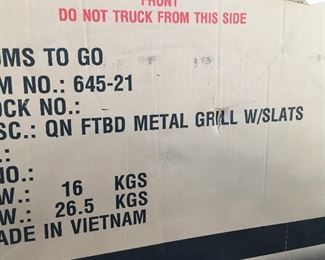 FRONT
DO NOT TRUCK FROM THIS SIDE
OMS TO GO
M NO.: 645-21
OCK NO.:
SC.: QN FTBD METAL GRILL W/SLATS
.:
NO.:
W.: 16 KGS
W.: 26.5 KGS
ADE IN VIETNAM